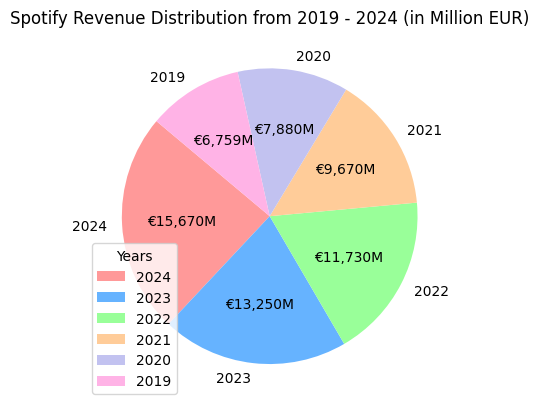 Spotify Revenue Distribution from 2019 - 2024 (in Million EUR)
2020
2019
€7,880M
€6,759M
2021
€9,670M
2024
€15,670M
€11,730M
2022
€13,250M
2023
Years
2024
2023
2022
2021
2020
2019